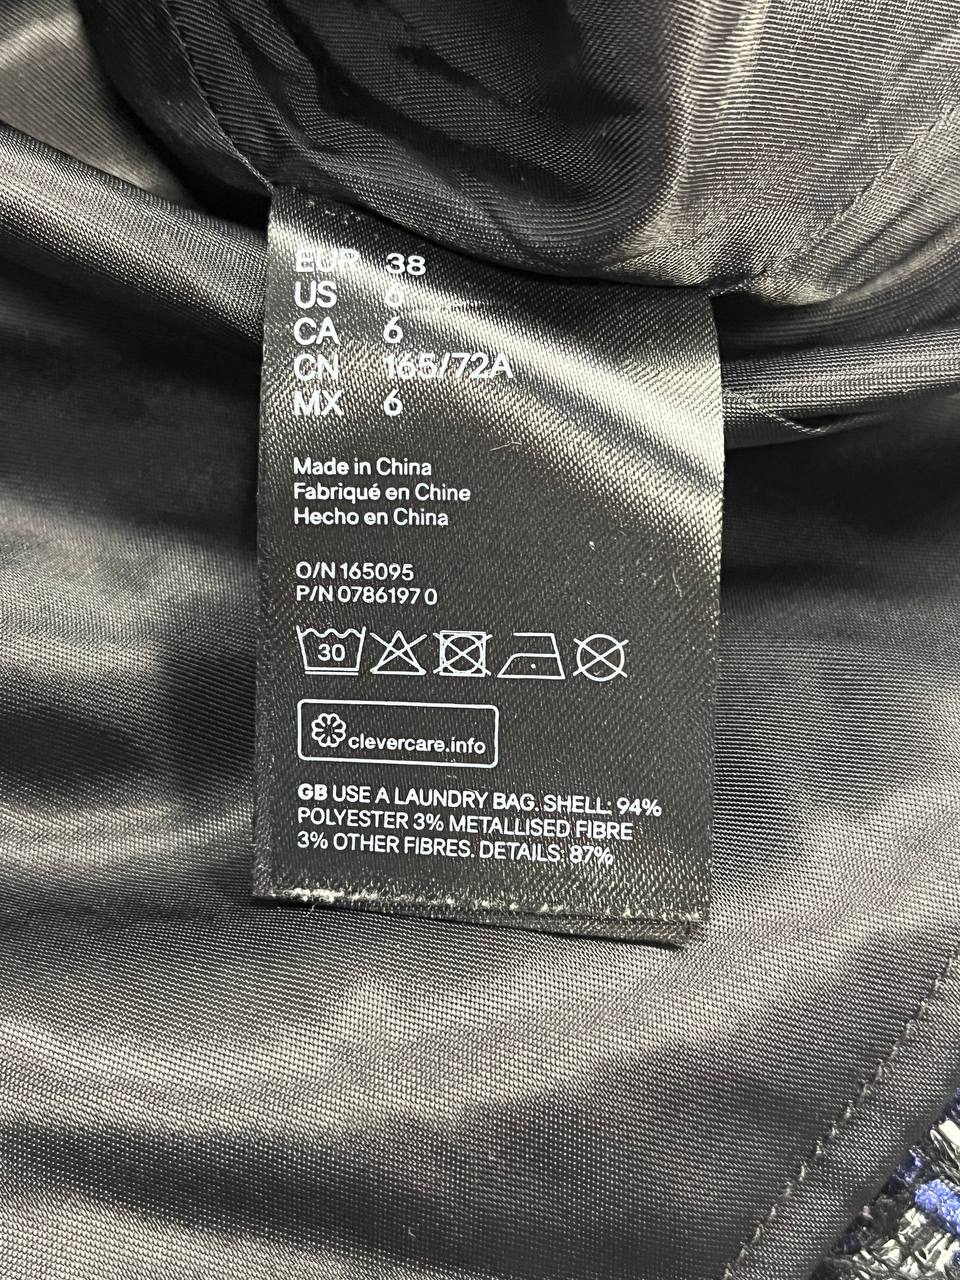 EUR 38
US 6
CA 6
CN 165/72A
MX 6
Made in China
Fabriqué en Chine
Hecho en China
O/N 165095
P/N 0786197 0
30
clevercare.info
GB USE A LAUNDRY BAG. SHELL: 94%
POLYESTER 3% METALLISED FIBRE
3% OTHER FIBRES. DETAILS: 87%